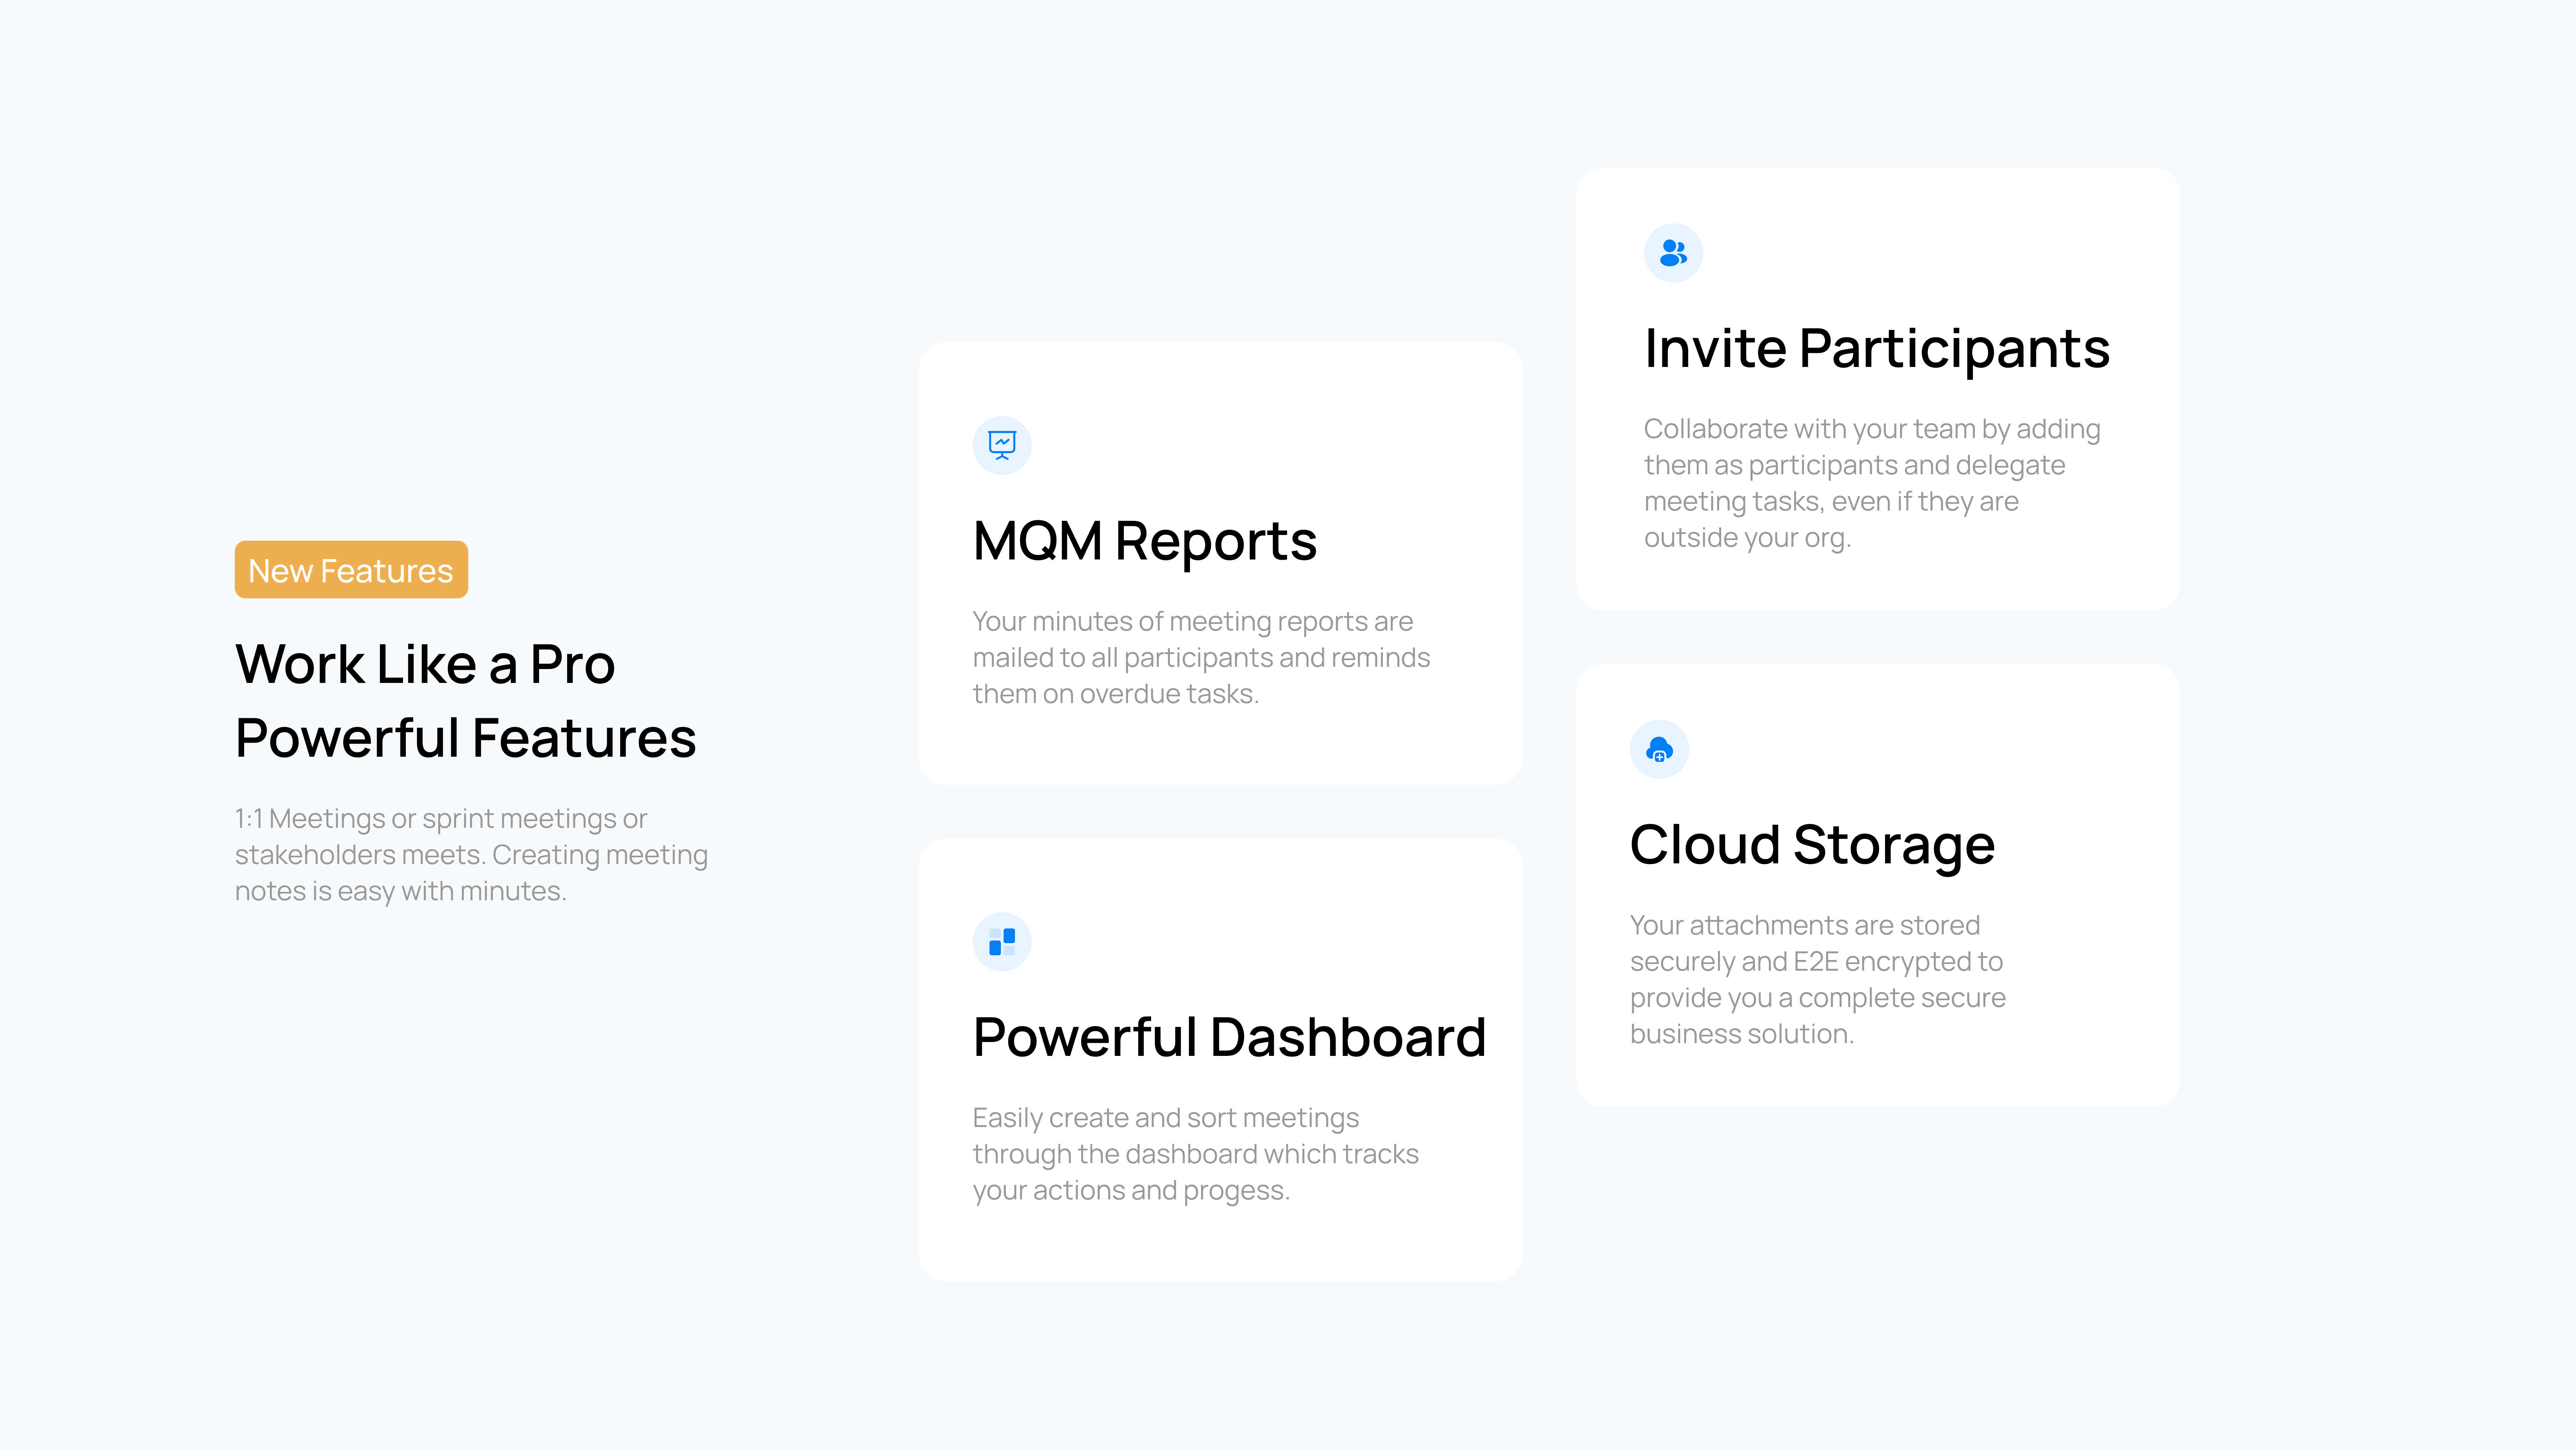 New Features
Work Like a Pro
Powerful Features
1:1 Meetings or sprint meetings or
stakeholders meets. Creating meeting
notes is easy with minutes.
MQM Reports
Your minutes of meeting reports are
mailed to all participants and reminds
them on overdue tasks.
Powerful Dashboard
Easily create and sort meetings
through the dashboard which tracks
your actions and progess.
Invite Participants
Collaborate with your team by adding
them as participants and delegate
meeting tasks, even if they are
outside your org.
Cloud Storage
Your attachments are stored
securely and E2E encrypted to
provide you a complete secure
business solution.